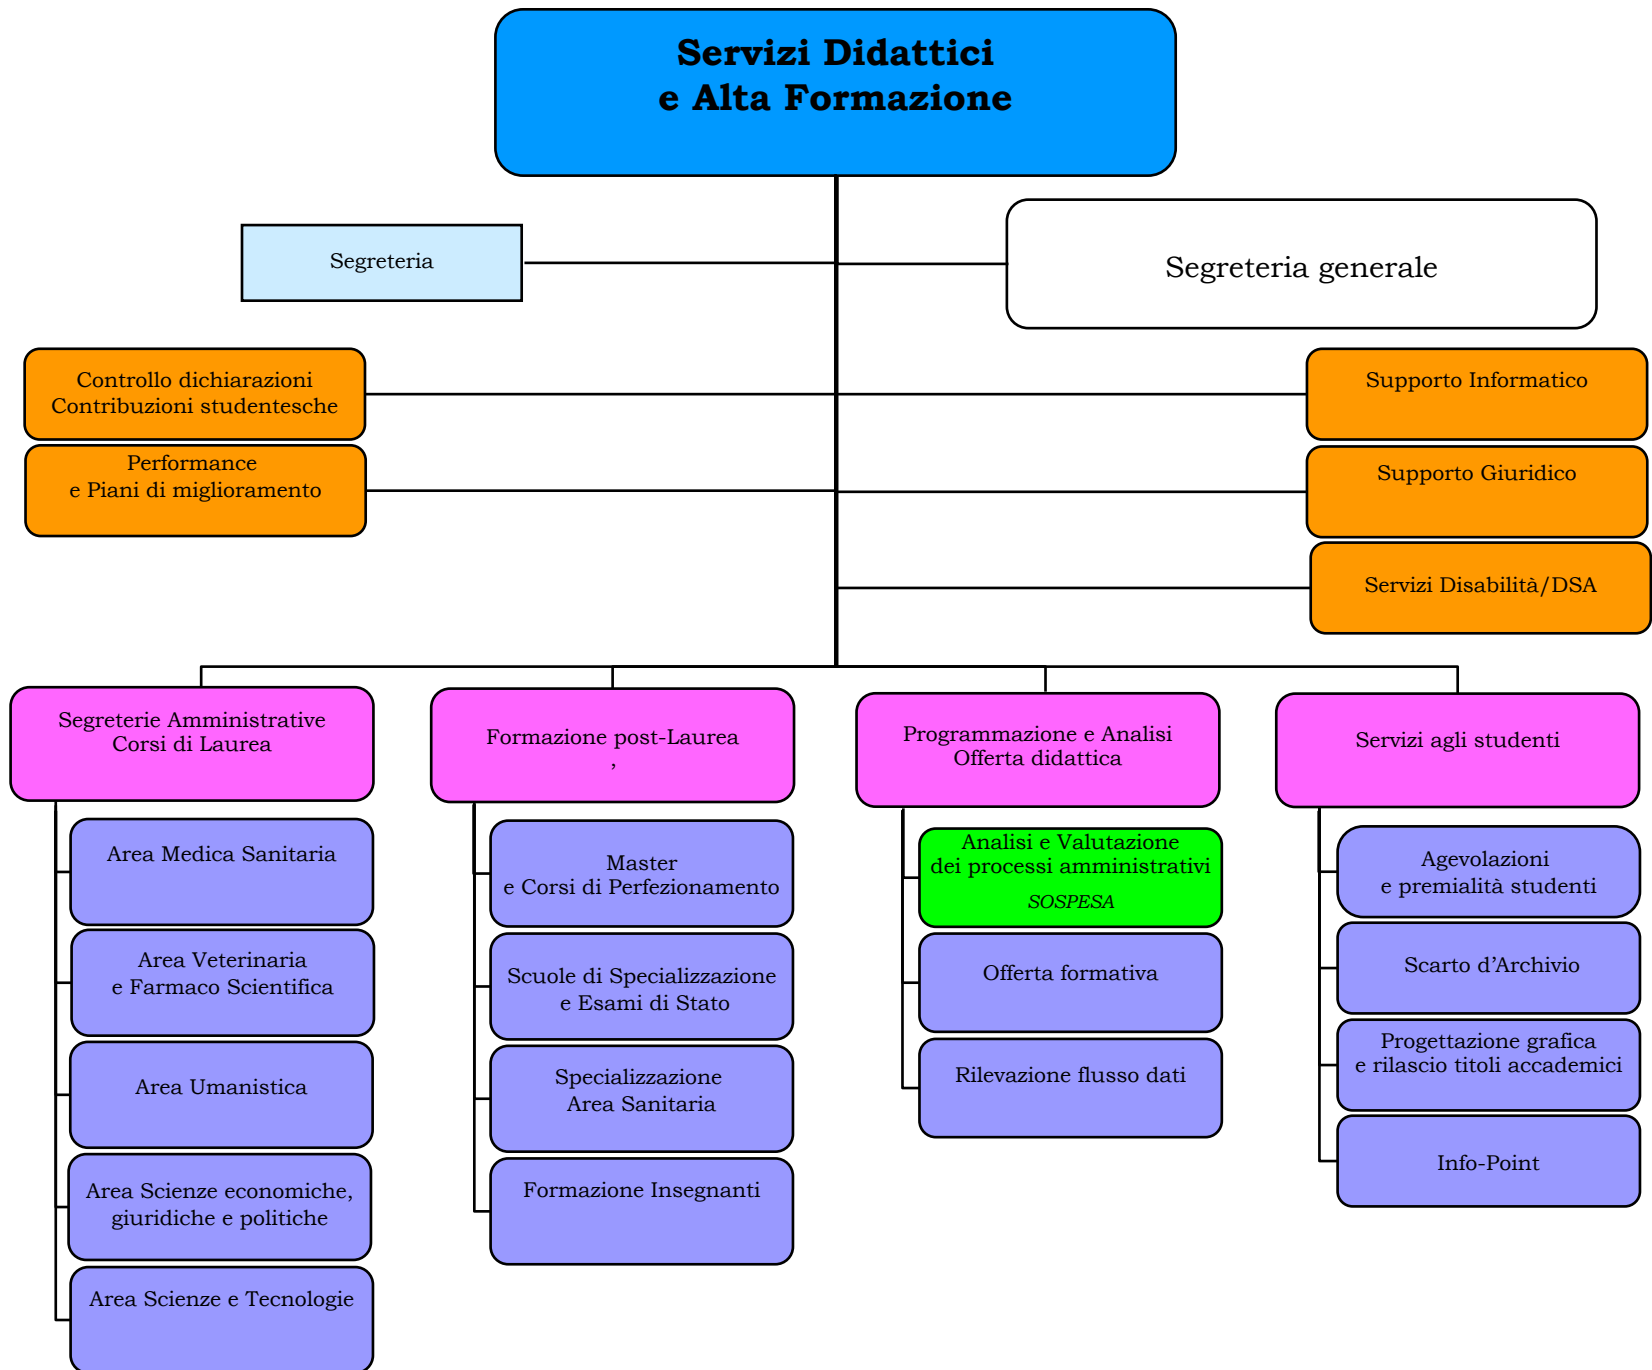 Servizi Didattici
e Alta Formazione
Segreteria
Segreteria generale
Controllo dichiarazioni
Contribuzioni studentesche
Supporto Informatico
Performance
e Piani di miglioramento
Supporto Giuridico
Servizi Disabilità/DSA
Segreterie Amministrative
Corsi di Laurea
Formazione post-Laurea
,
Programmazione e Analisi
Offerta didattica
Servizi agli studenti
Area Medica Sanitaria
Area Veterinaria
e Farmaco Scientifica
Area Umanistica
Area Scienze economiche,
giuridiche e politiche
Area Scienze e Tecnologie
Master
e Corsi di Perfezionamento
Scuole di Specializzazione
e Esami di Stato
Specializzazione
Area Sanitaria
Formazione Insegnanti
Analisi e Valutazione
dei processi amministrativi
SOSPESA
Offerta formativa
Rilevazione flusso dati
Agevolazioni
e premialità studenti
Scarto d’Archivio
Progettazione grafica
e rilascio titoli accademici
Info-Point